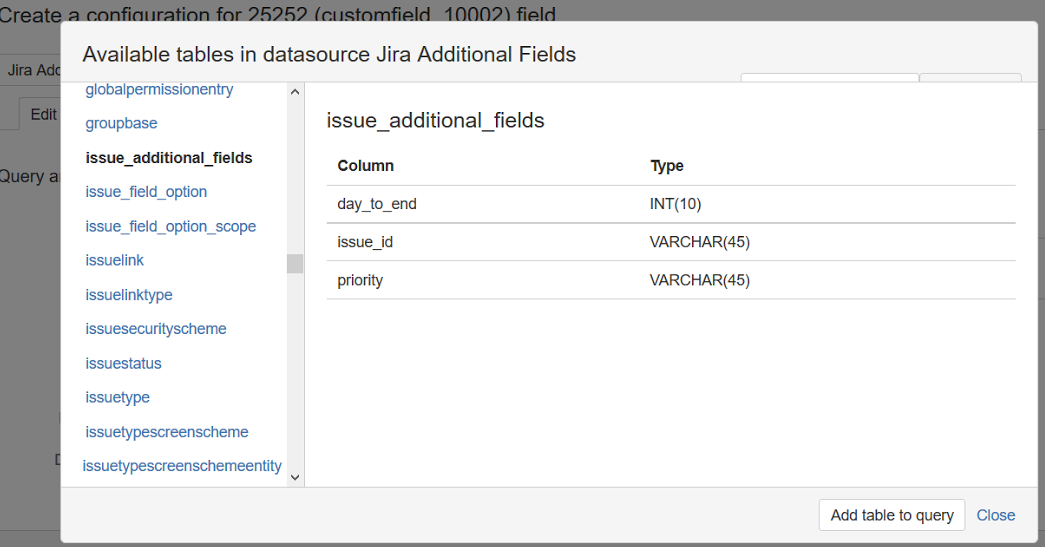 Create a configuration for 25252 (customfield_10002) field
Available tables in datasource Jira Additional Fields
Jira Add
Edit
Query a
globalpermissionentry
groupbase
issue_additional_fields
issue_field_option
issue_field_option_scope
issuelink
issuelinktype
issuesecurityscheme
issuestatus
issuetype
issuetypescreenscheme
issuetypescreenschemeentity
issue_additional_fields
Column Type
day_to_end INT(10)
issue_id VARCHAR(45)
priority VARCHAR(45)
Add table to query Close